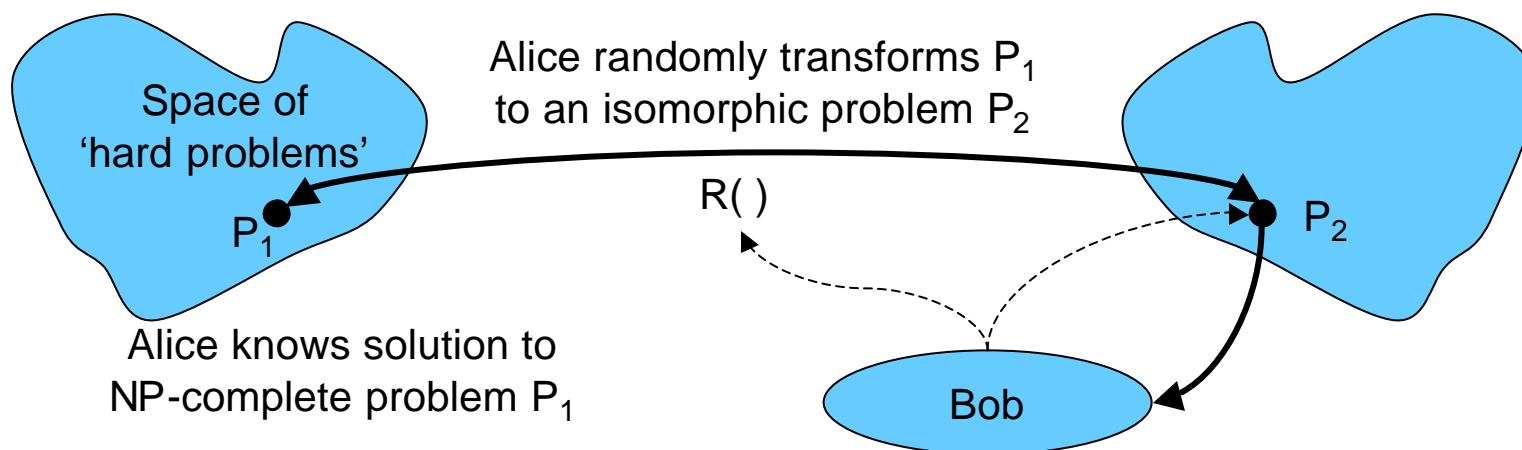 Alice randomly transforms P₁
to an isomorphic problem P₂
Space of
‘hard problems’
R( )
P₁
P₂
Alice knows solution to
NP-complete problem P₁
Bob